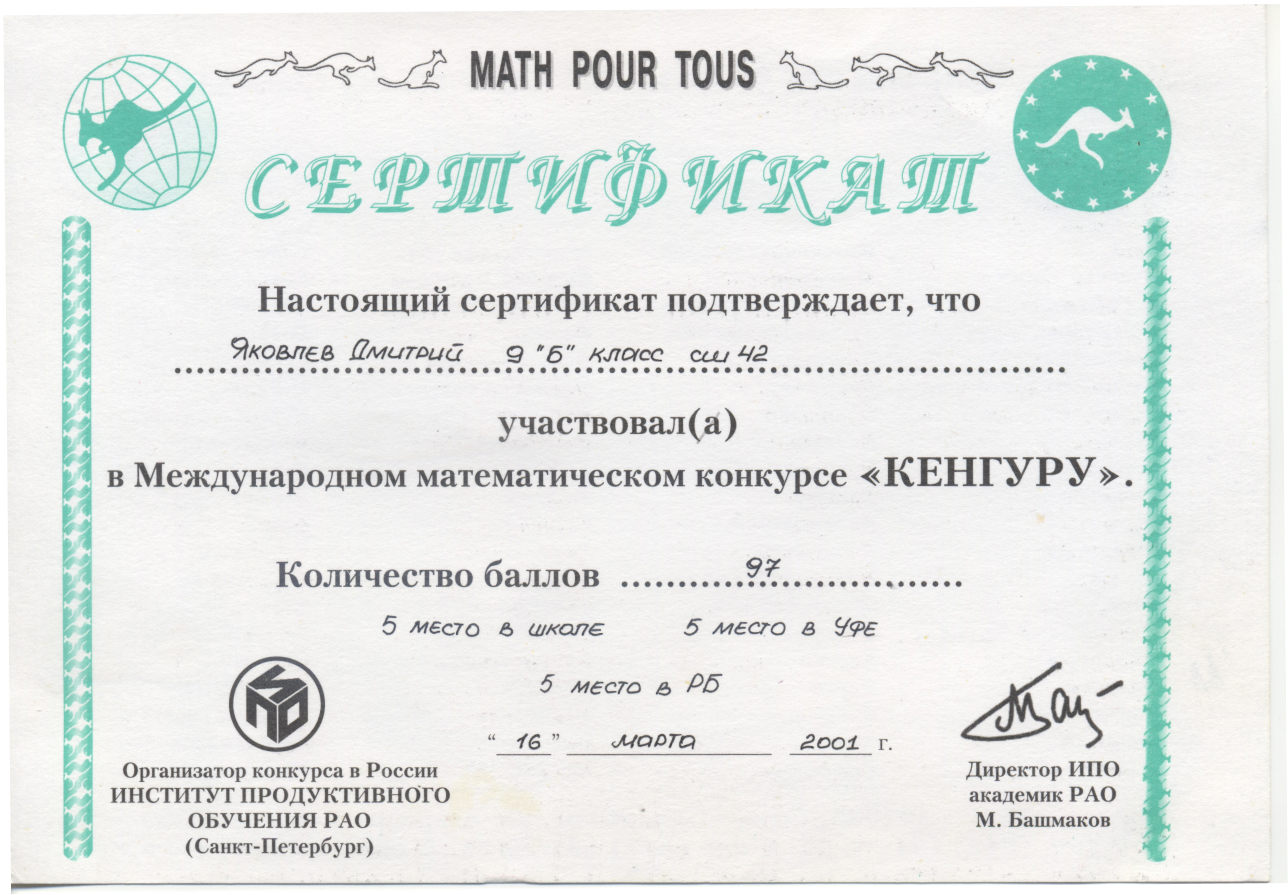 MATH POUR TOUS
СЕРТИФИКАТ
Настоящий сертификат подтверждает, что
Яковлев Дмитрий 9 "Б" класс сш 42
участвовал(а)
в Международном математическом конкурсе «КЕНГУРУ».
Количество баллов 97
5 место в школе 5 место в Уфе
5 место в РБ
“ 16 ” марта 2001 г.
ИПО
Организатор конкурса в России
ИНСТИТУТ ПРОДУКТИВНОГО
ОБУЧЕНИЯ РАО
(Санкт-Петербург)
Директор ИПО
академик РАО
М. Башмаков